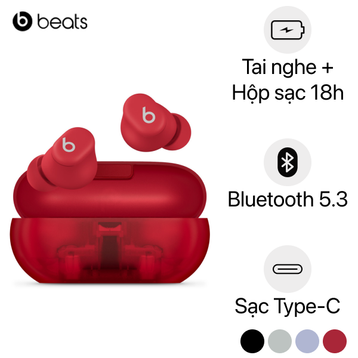 beats
Tai nghe +
Hộp sạc 18h
Bluetooth 5.3
Sạc Type-C